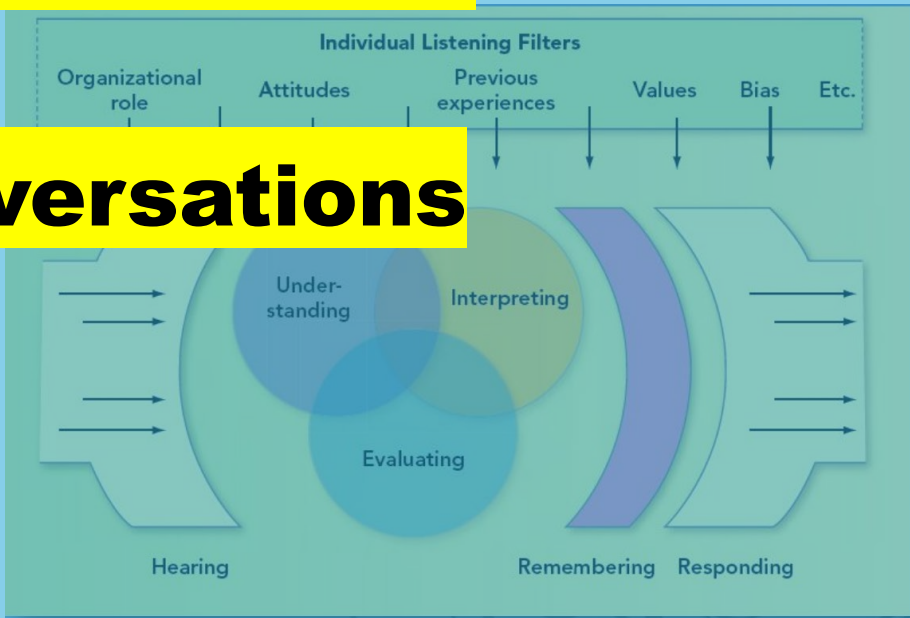 Individual Listening Filters
Organizational
role
Attitudes
Previous
experiences
Values
Bias
Etc.
versations
Under-
standing
Interpreting
Evaluating
Hearing
Remembering
Responding